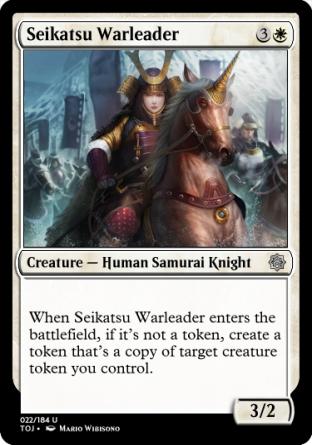 Seikatsu Warleader 3
Creature — Human Samurai Knight
When Seikatsu Warleader enters the
battlefield, if it's not a token, create a
token that's a copy of target creature
token you control.
3/2
022/184 U
TOJ • Mario Wibisono